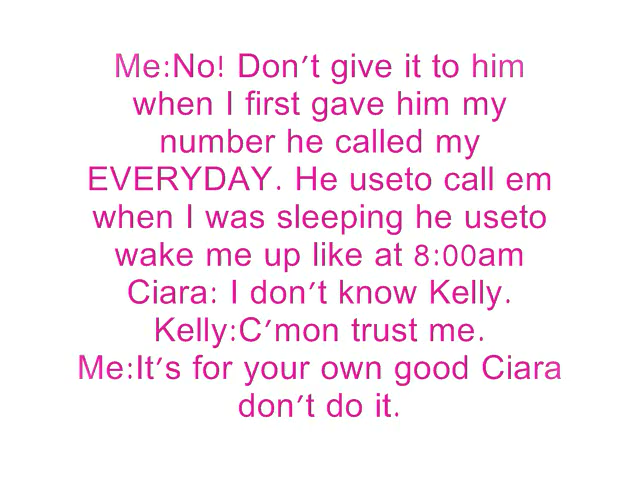 Me:No! Don't give it to him
when I first gave him my
number he called my
EVERYDAY. He useto call em
when I was sleeping he useto
wake me up like at 8:00am
Ciara: I don't know Kelly.
Kelly:C'mon trust me.
Me:It's for your own good Ciara
don't do it.